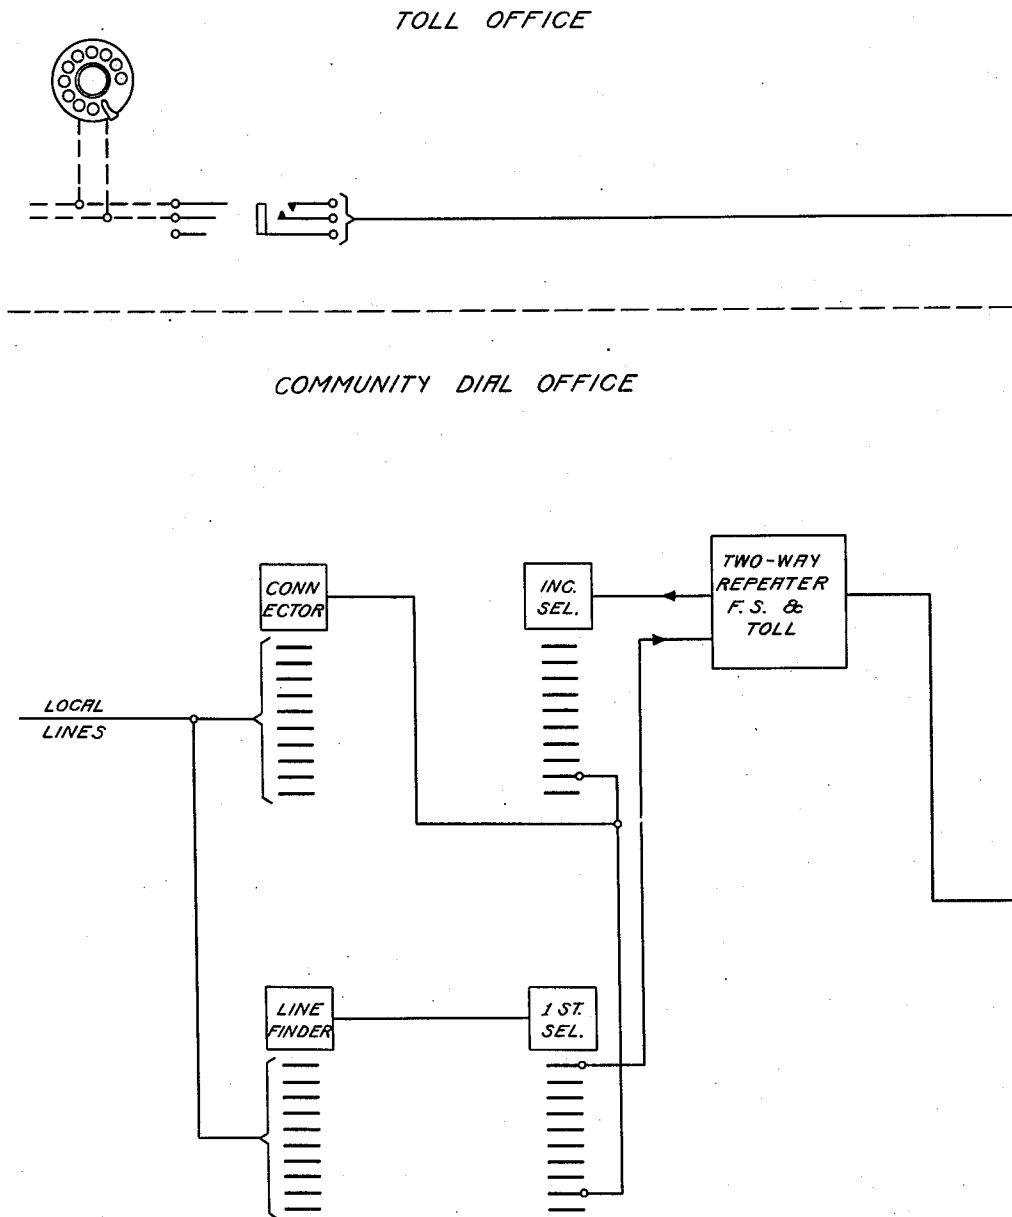 TOLL OFFICE
COMMUNITY DIAL OFFICE
CONN
ECTOR
INC.
SEL.
TWO-WAY
REPEATER
F. S. &
TOLL
LOCAL
LINES
LINE
FINDER
1 ST.
SEL.